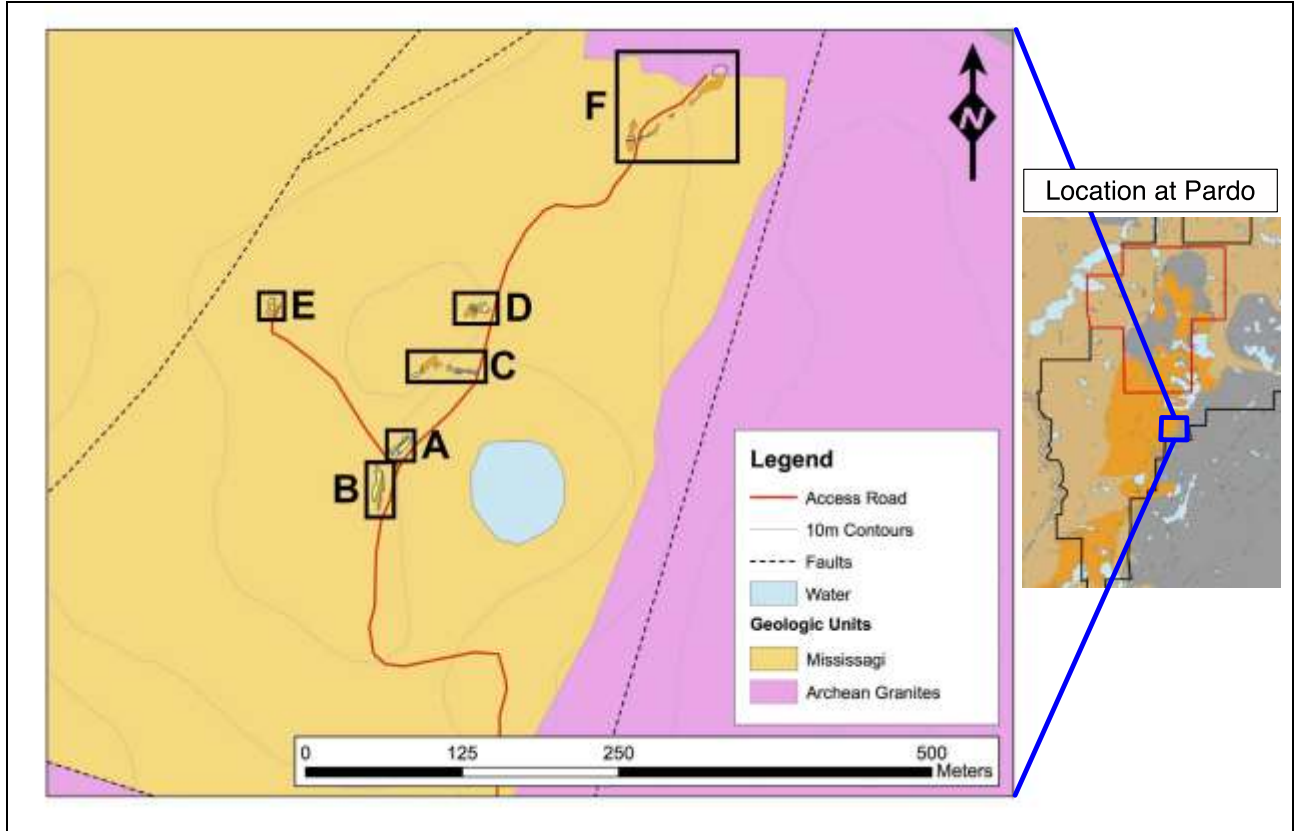 F
N
Location at Pardo
E
D
C
A
B
Legend
Access Road
10m Contours
Faults
Water
Geologic Units
Mississagi
Archean Granites
0 125 250 500
Meters